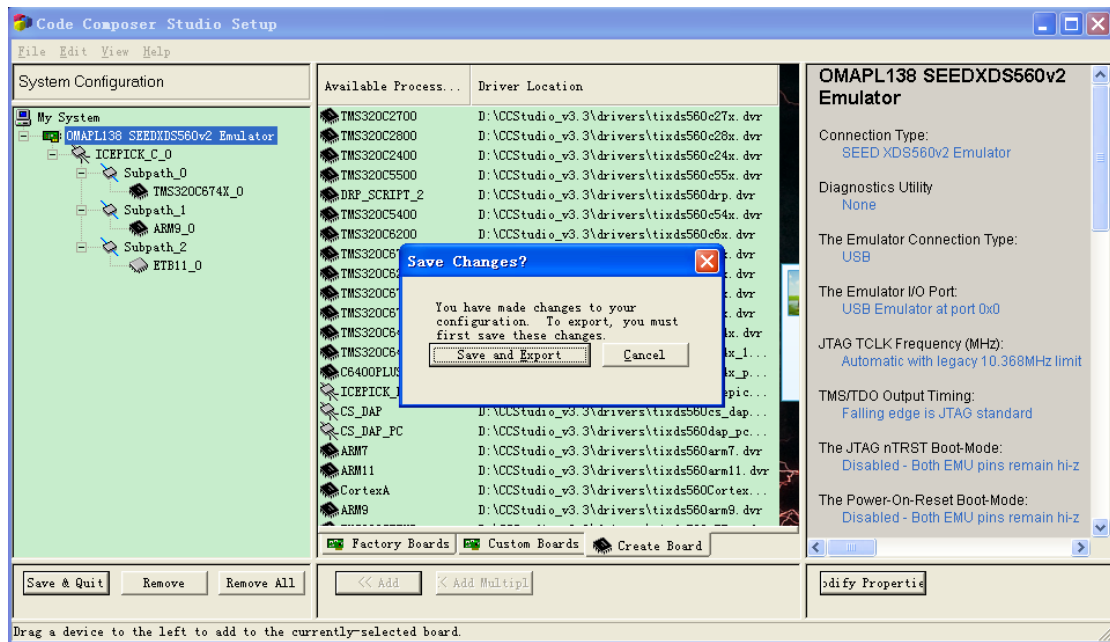 Code Composer Studio Setup
File Edit View Help
System Configuration
My System
OMAPL138 SEEDXDS560v2 Emulator
ICEPICK_C_0
Subpath_0
TMS320C674X_0
Subpath_1
ARM9_0
Subpath_2
ETB11_0
Available Process... Driver Location
TMS320C2700 D:\CCStudio_v3.3\drivers\tixds560c27x.dvr
TMS320C2800 D:\CCStudio_v3.3\drivers\tixds560c28x.dvr
TMS320C2400 D:\CCStudio_v3.3\drivers\tixds560c24x.dvr
TMS320C5500 D:\CCStudio_v3.3\drivers\tixds560c55x.dvr
DRP_SCRIPT_2 D:\CCStudio_v3.3\drivers\tixds560drp.dvr
TMS320C5400 D:\CCStudio_v3.3\drivers\tixds560c54x.dvr
TMS320C6200 D:\CCStudio_v3.3\drivers\tixds560c6x.dvr
CS_DAP D:\CCStudio_v3.3\drivers\tixds560cs_dap...
CS_DAP_PC D:\CCStudio_v3.3\drivers\tixds560dap_pc...
ARM7 D:\CCStudio_v3.3\drivers\tixds560arm7.dvr
ARM11 D:\CCStudio_v3.3\drivers\tixds560arm11.dvr
CortexA D:\CCStudio_v3.3\drivers\tixds560Cortex...
ARM9 D:\CCStudio_v3.3\drivers\tixds560arm9.dvr
Save Changes?
You have made changes to your
configuration. To export, you must
first save these changes.
Save and Export Cancel
Factory Boards Custom Boards Create Board
OMAPL138 SEEDXDS560v2
Emulator
Connection Type:
SEED XDS560v2 Emulator
Diagnostics Utility
None
The Emulator Connection Type:
USB
The Emulator I/O Port:
USB Emulator at port 0x0
JTAG TCLK Frequency (MHz):
Automatic with legacy 10.368MHz limit
TMS/TDO Output Timing:
Falling edge is JTAG standard
The JTAG nTRST Boot-Mode:
Disabled - Both EMU pins remain hi-z
The Power-On-Reset Boot-Mode:
Disabled - Both EMU pins remain hi-z
Save & Quit Remove Remove All << Add < Add Multipl odify Propertie
Drag a device to the left to add to the currently-selected board.